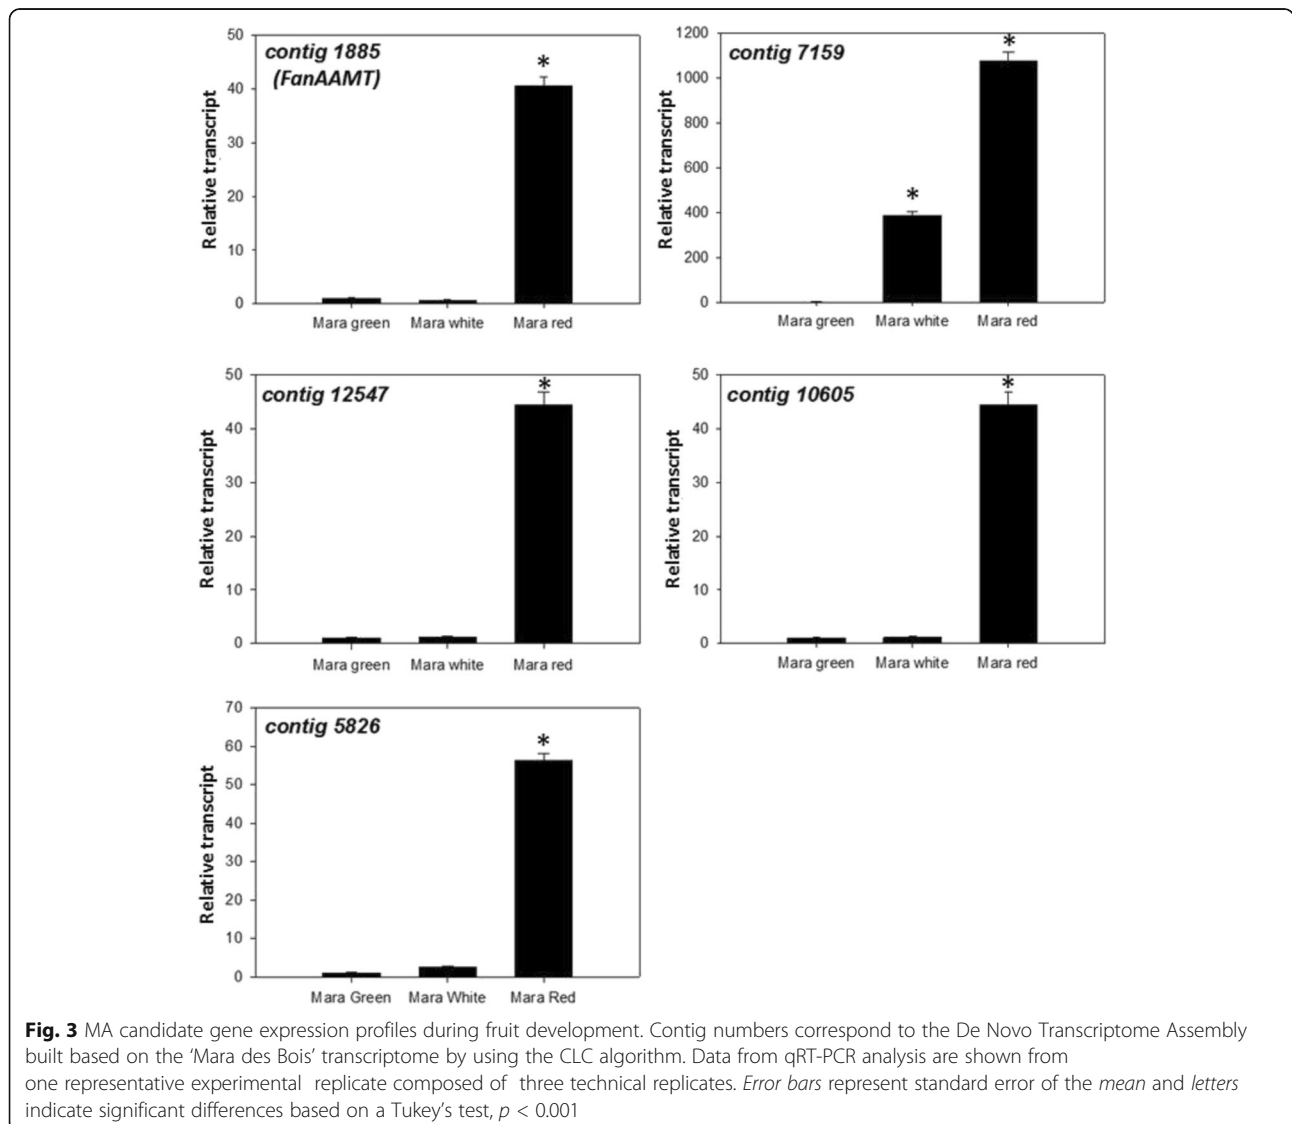 contig 1885
(FanAAMT)
*
50
40
30
20
10
0
Relative transcript
Mara green Mara white Mara red
contig 7159
*
*
1200
1000
800
600
400
200
0
Relative transcript
Mara green Mara white Mara red
contig 12547
*
50
40
30
20
10
0
Relative transcript
Mara green Mara white Mara red
contig 10605
*
50
40
30
20
10
0
Relative transcript
Mara green Mara white Mara red
contig 5826
*
70
60
50
40
30
20
10
0
Relative transcript
Mara Green Mara White Mara Red
Fig. 3 MA candidate gene expression profiles during fruit development. Contig numbers correspond to the De Novo Transcriptome Assembly
built based on the ‘Mara des Bois’ transcriptome by using the CLC algorithm. Data from qRT-PCR analysis are shown from
one representative experimental replicate composed of three technical replicates. Error bars represent standard error of the mean and letters
indicate significant differences based on a Tukey’s test, p < 0.001